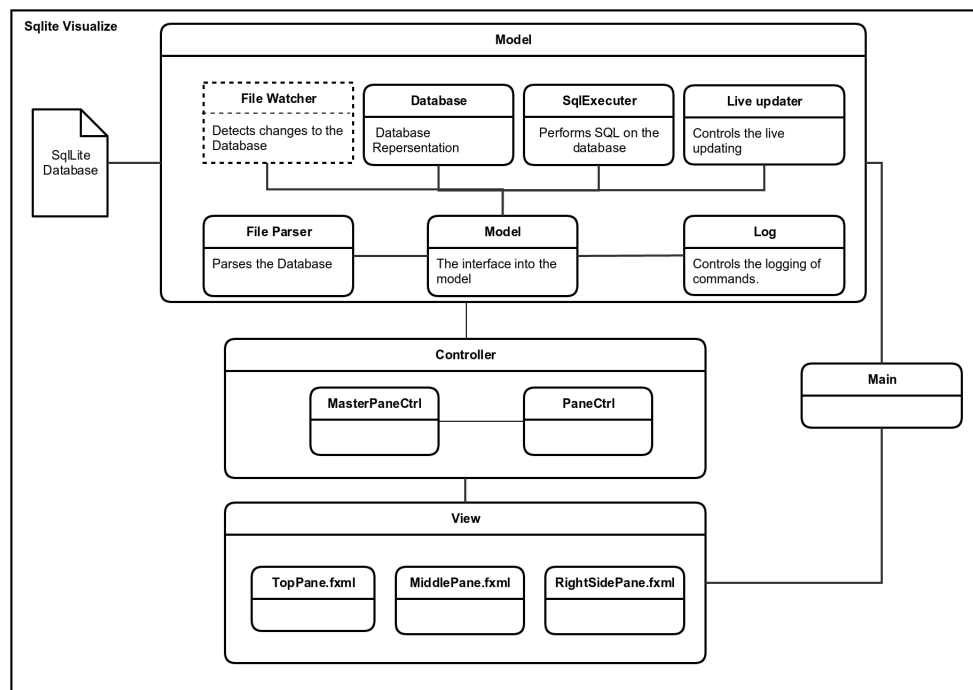 Sqlite Visualize
Model
SqlLite
Database
File Watcher
Detects changes to the
Database
Database
Database
Repersentation
SqlExecuter
Performs SQL on the
database
Live updater
Controls the live
updating
File Parser
Parses the Database
Model
The interface into the
model
Log
Controls the logging of
commands.
Controller
MasterPaneCtrl
PaneCtrl
Main
View
TopPane.fxml
MiddlePane.fxml
RightSidePane.fxml